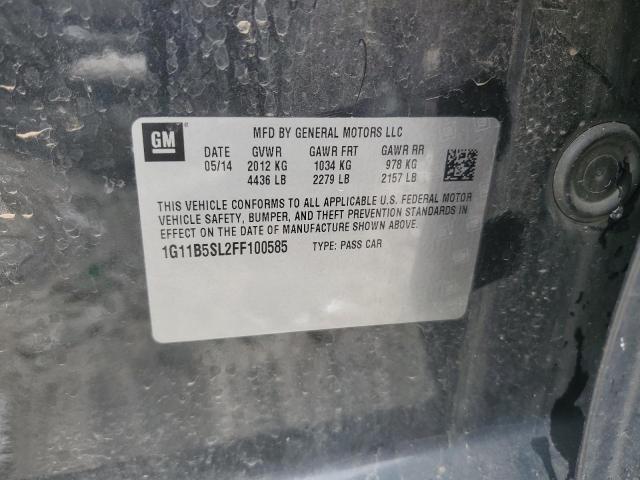 GM
MFD BY GENERAL MOTORS LLC
DATE GVWR GAWR FRT GAWR RR
05/14 2012 KG 1034 KG 978 KG
4436 LB 2279 LB 2157 LB
THIS VEHICLE CONFORMS TO ALL APPLICABLE U.S. FEDERAL MOTOR
VEHICLE SAFETY, BUMPER, AND THEFT PREVENTION STANDARDS IN
EFFECT ON THE DATE OF MANUFACTURE SHOWN ABOVE.
1G11B5SL2FF100585 TYPE: PASS CAR